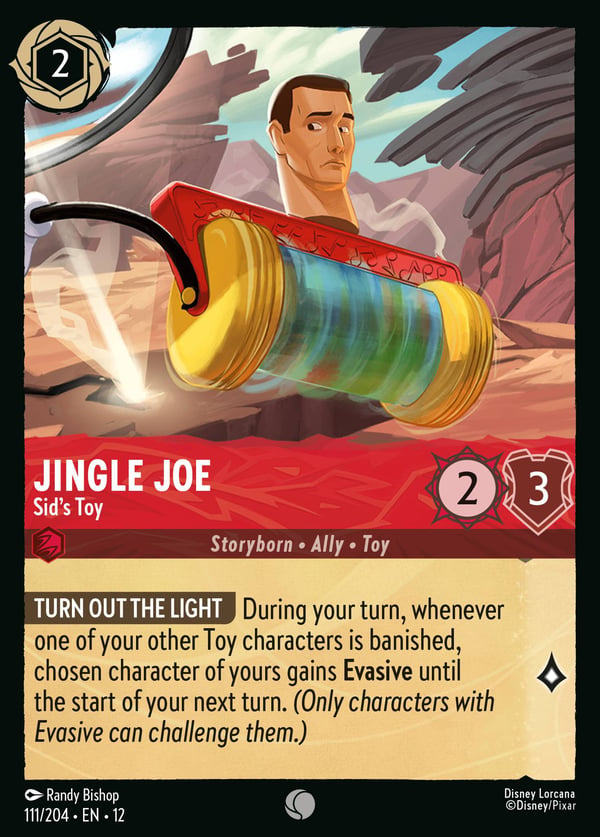 2
JINGLE JOE
Sid's Toy
2 3
Storyborn • Ally • Toy
TURN OUT THE LIGHT During your turn, whenever
one of your other Toy characters is banished,
chosen character of yours gains Evasive until
the start of your next turn. (Only characters with
Evasive can challenge them.)
Randy Bishop
111/204 • EN • 12
Disney Lorcana
©Disney/Pixar